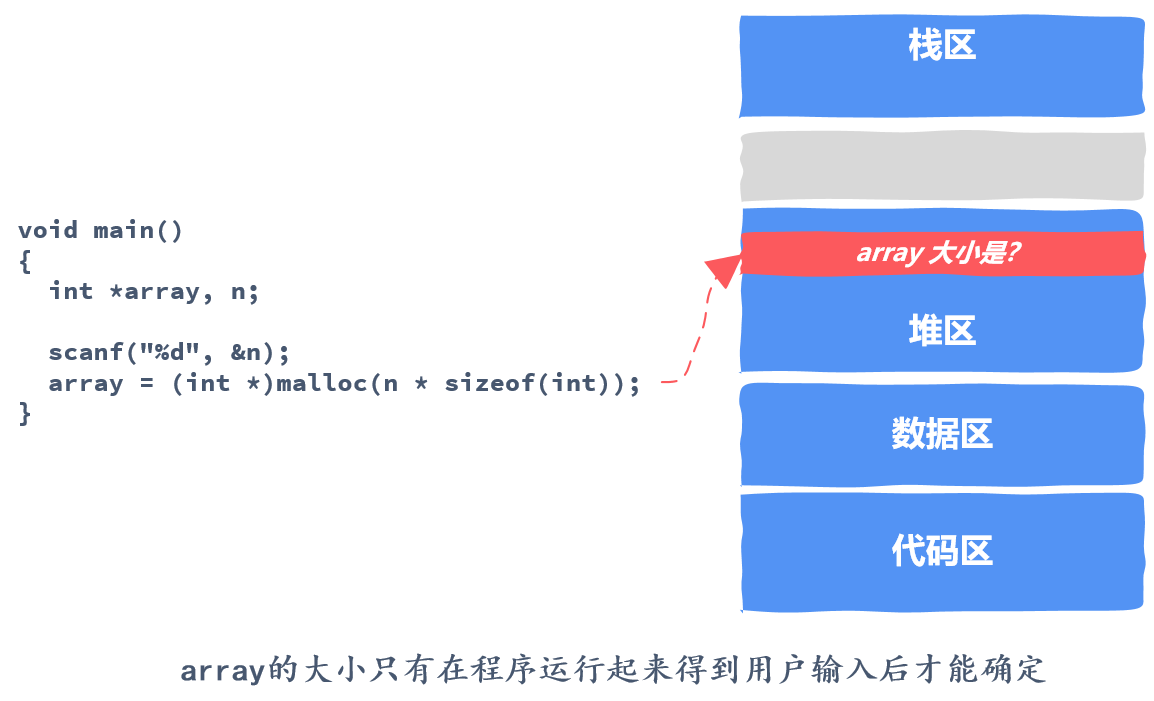 void main()
{
  int *array, n;
  scanf("%d", &n);
  array = (int *)malloc(n * sizeof(int));
}
栈区
array 大小是?
堆区
数据区
代码区
array的大小只有在程序运行起来得到用户输入后才能确定